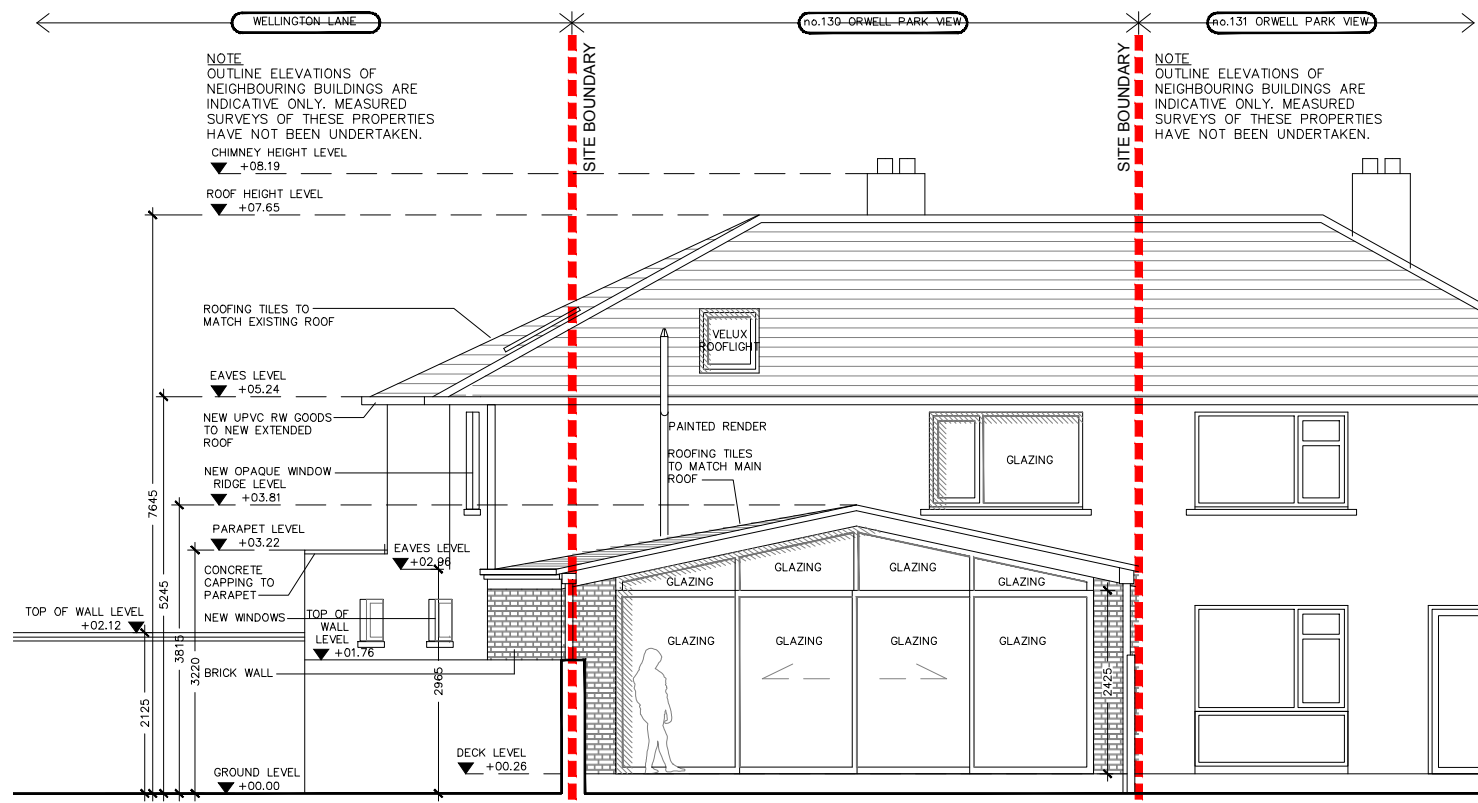 WELLINGTON LANE
no.130 ORWELL PARK VIEW
no.131 ORWELL PARK VIEW
SITE BOUNDARY
SITE BOUNDARY
NOTE
OUTLINE ELEVATIONS OF
NEIGHBOURING BUILDINGS ARE
INDICATIVE ONLY. MEASURED
SURVEYS OF THESE PROPERTIES
HAVE NOT BEEN UNDERTAKEN.
NOTE
OUTLINE ELEVATIONS OF
NEIGHBOURING BUILDINGS ARE
INDICATIVE ONLY. MEASURED
SURVEYS OF THESE PROPERTIES
HAVE NOT BEEN UNDERTAKEN.
CHIMNEY HEIGHT LEVEL
+08.19
ROOF HEIGHT LEVEL
+07.65
ROOFING TILES TO
MATCH EXISTING ROOF
VELUX
ROOFLIGHT
EAVES LEVEL
+05.24
NEW UPVC RW GOODS
TO NEW EXTENDED
ROOF
PAINTED RENDER
ROOFING TILES
TO MATCH MAIN
ROOF
GLAZING
NEW OPAQUE WINDOW
RIDGE LEVEL
+03.81
PARAPET LEVEL
+03.22
EAVES LEVEL
+02.96
CONCRETE
CAPPING TO
PARAPET
GLAZING
GLAZING
GLAZING
GLAZING
TOP OF WALL LEVEL
+02.12
NEW WINDOWS
TOP OF
WALL
LEVEL
+01.76
GLAZING
GLAZING
GLAZING
GLAZING
BRICK WALL
7645
5245
3815
3220
2125
2965
2425
DECK LEVEL
+00.26
GROUND LEVEL
+00.00